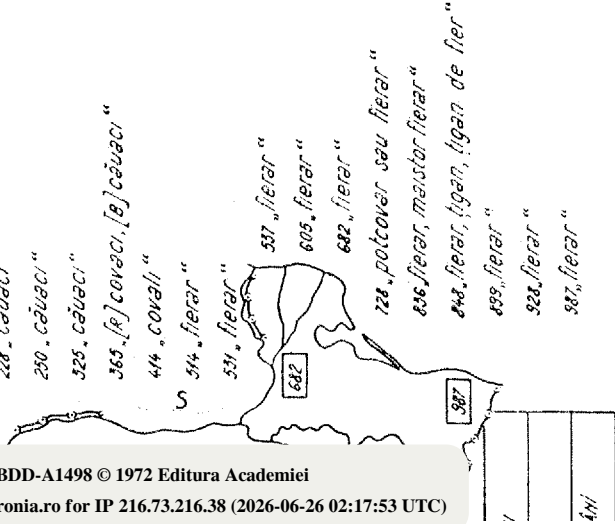 228 „căuaci“
250 „căuaci“
325 „căuaci“
365 „[R] covaci, [B] căuaci“
414 „covali“
514 „fierar“
531 „fierar“
537 „fierar“
605 „fierar“
682 „fierar“
728 „potcovar sau fierar“
836 „fierar, maistor fierar“
848 „fierar, țigan, țigan de fier“
899 „fierar“
928 „fierar“
987 „fierar“
S
682
987
BDD-A1498 © 1972 Editura Academiei
ronia.ro for IP 216.73.216.38 (2026-06-26 02:17:53 UTC)